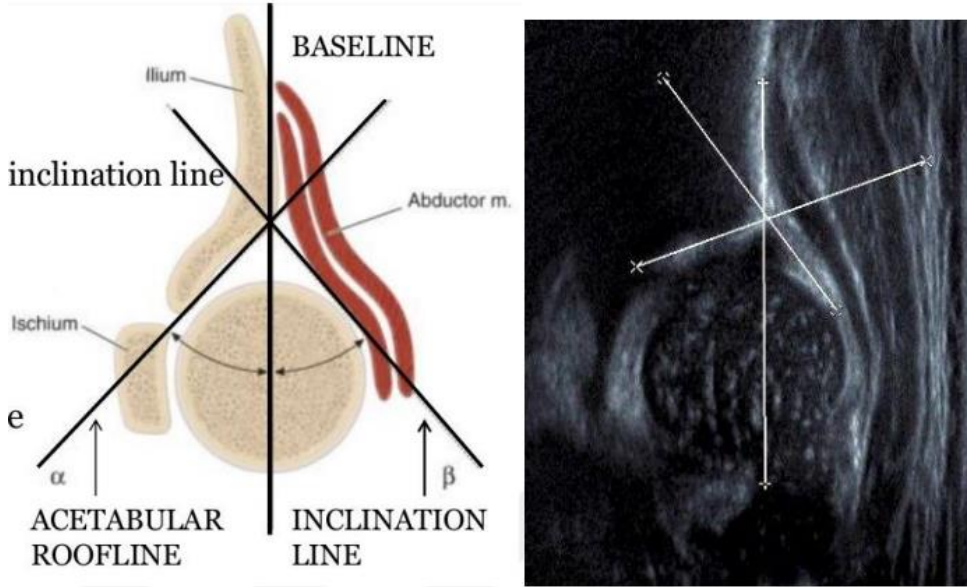 BASELINE
Ilium
inclination line
Abductor m.
Ischium
e
α
β
ACETABULAR
ROOFLINE
INCLINATION
LINE